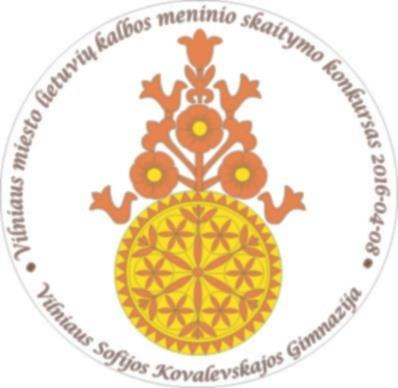 Vilniaus miesto lietuvių kalbos meninio skaitymo konkursas 2016-04-08
Vilniaus Sofijos Kovalevskajos Gimnazija